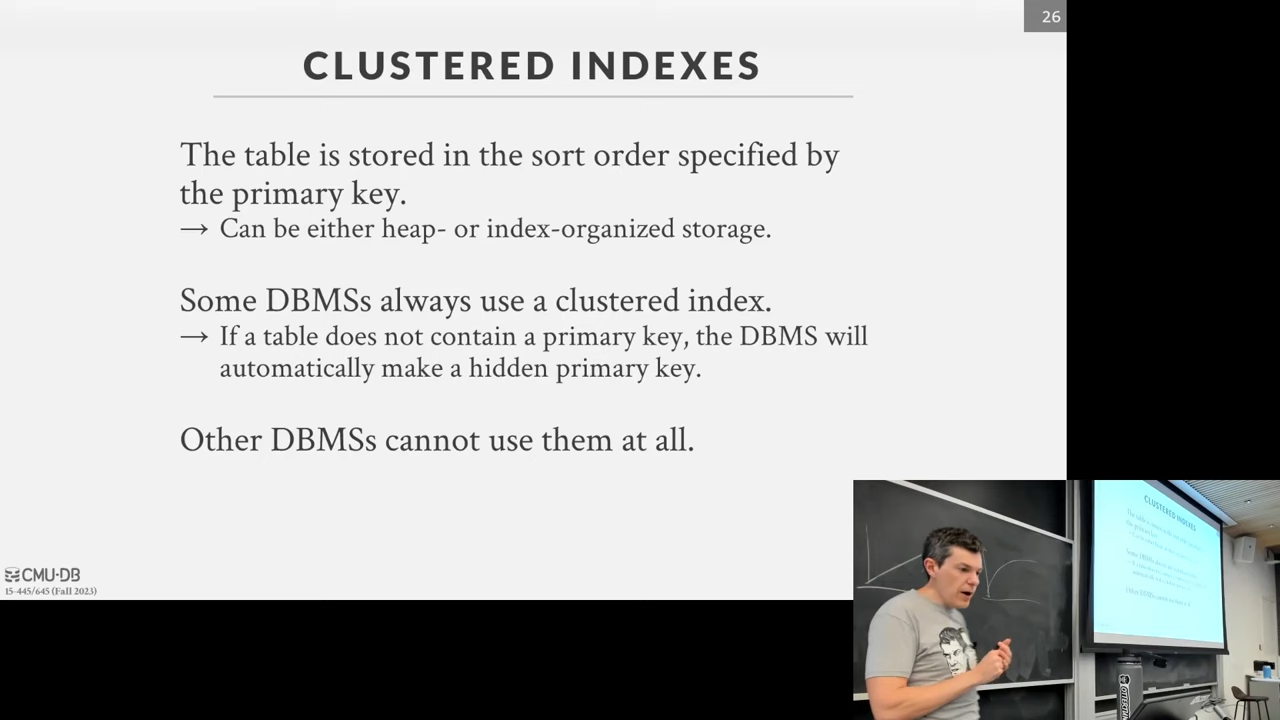 26
CLUSTERED INDEXES
The table is stored in the sort order specified by
the primary key.
→ Can be either heap- or index-organized storage.
Some DBMSs always use a clustered index.
→ If a table does not contain a primary key, the DBMS will
automatically make a hidden primary key.
Other DBMSs cannot use them at all.
CMU·DB
15-445/645 (Fall 2023)
CLUSTERED INDEXES